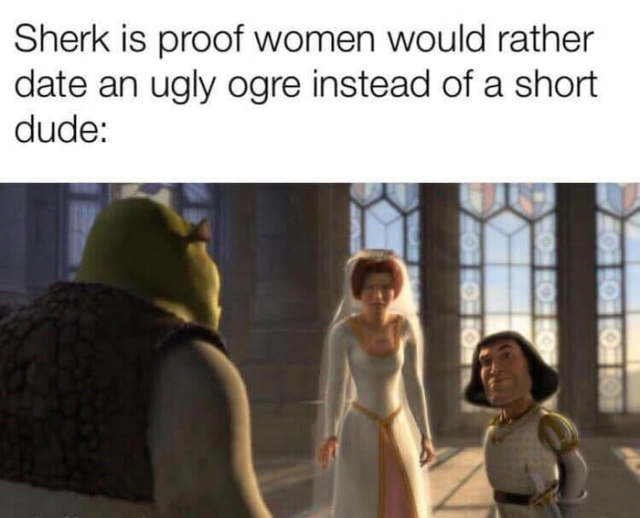 Sherk is proof women would rather
date an ugly ogre instead of a short
dude: